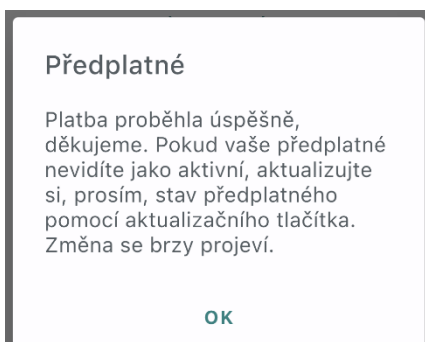 Předplatné
Platba proběhla úspěšně,
děkujeme. Pokud vaše předplatné
nevidíte jako aktivní, aktualizujte
si, prosím, stav předplatného
pomocí aktualizačního tlačítka.
Změna se brzy projeví.
OK